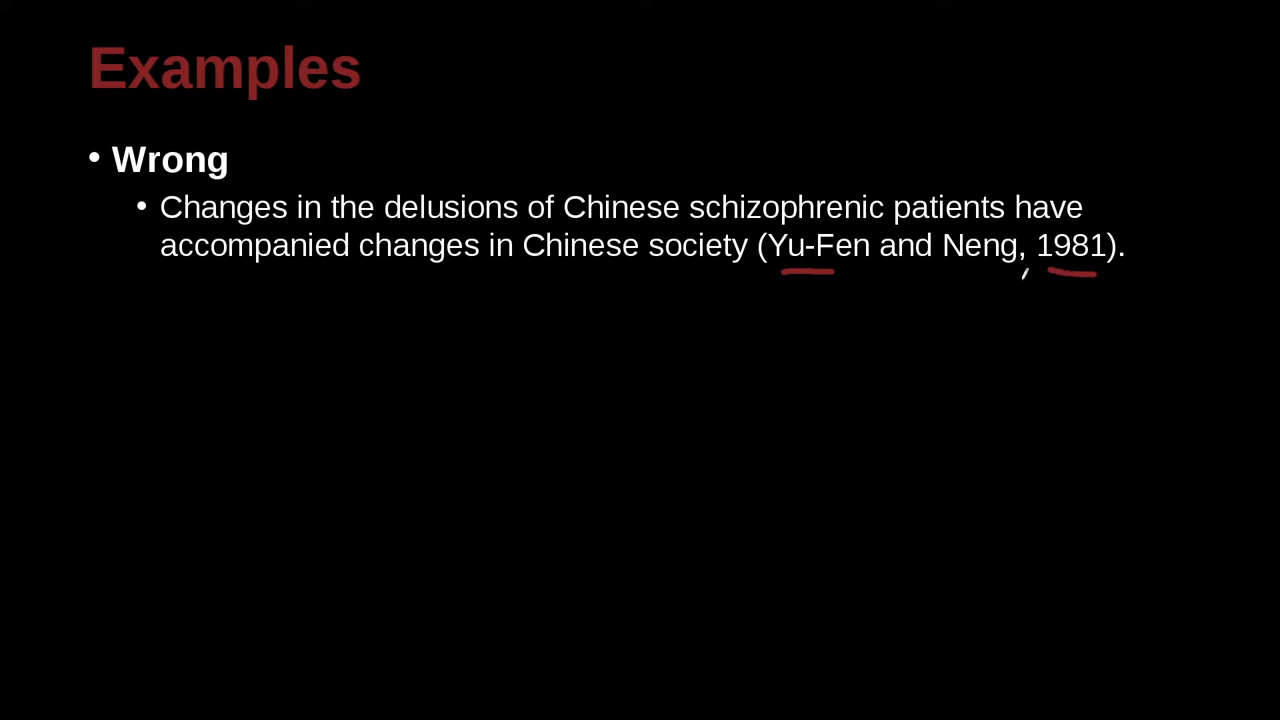 Examples
• Wrong
• Changes in the delusions of Chinese schizophrenic patients have
accompanied changes in Chinese society (Yu-Fen and Neng, 1981).